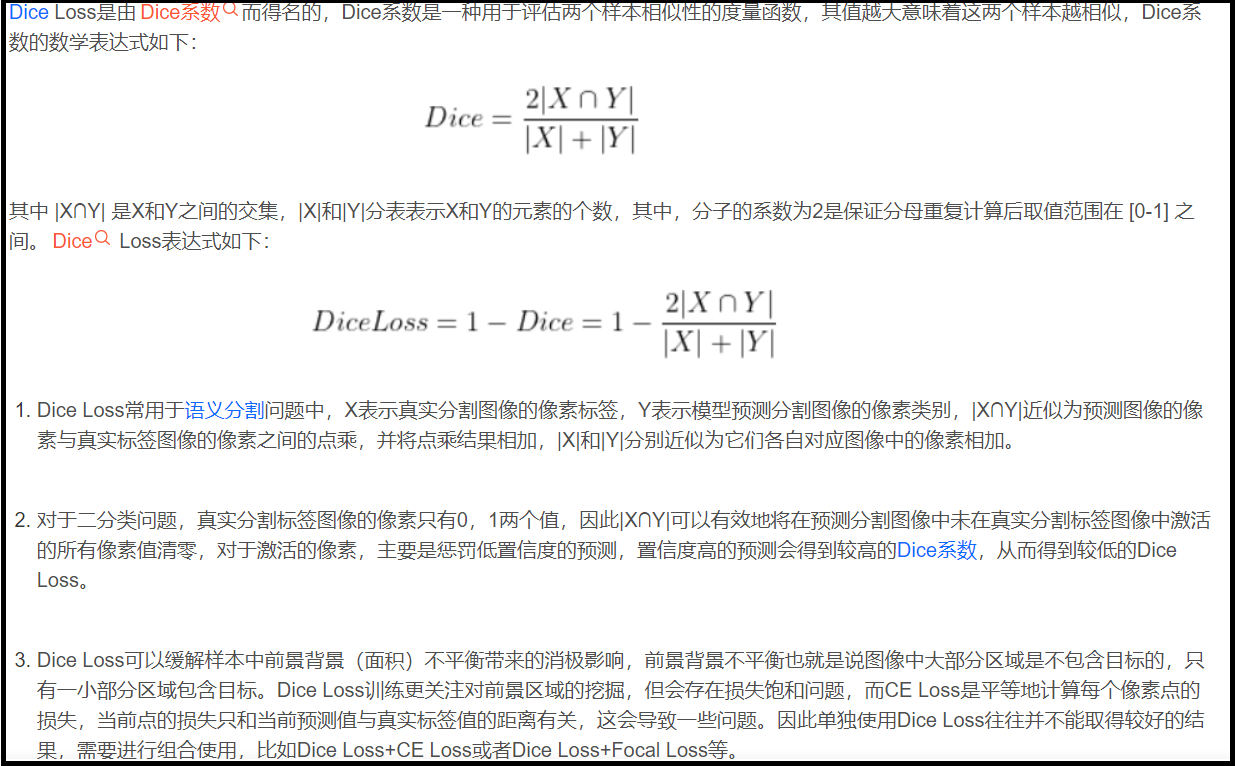 Dice Loss是由 Dice系数 而得名的，Dice系数是一种用于评估两个样本相似性的度量函数，其值越大意味着这两个样本越相似，Dice系
数的数学表达式如下：
Dice = 2|X ∩ Y| / |X| + |Y|
其中 |X∩Y| 是X和Y之间的交集，|X|和|Y|分表表示X和Y的元素的个数，其中，分子的系数为2是保证分母重复计算后取值范围在 [0-1] 之
间。 Dice Loss表达式如下：
DiceLoss = 1 − Dice = 1 − 2|X ∩ Y| / |X| + |Y|
1. Dice Loss常用于语义分割问题中，X表示真实分割图像的像素标签，Y表示模型预测分割图像的像素类别，|X∩Y|近似为预测图像的像
素与真实标签图像的像素之间的点乘，并将点乘结果相加，|X|和|Y|分别近似为它们各自对应图像中的像素相加。
2. 对于二分类问题，真实分割标签图像的像素只有0，1两个值，因此|X∩Y|可以有效地将在预测分割图像中未在真实分割标签图像中激活
的所有像素值清零，对于激活的像素，主要是惩罚低置信度的预测，置信度高的预测会得到较高的Dice系数，从而得到较低的Dice
Loss。
3. Dice Loss可以缓解样本中前景背景（面积）不平衡带来的消极影响，前景背景不平衡也就是说图像中大部分区域是不包含目标的，只
有一小部分区域包含目标。Dice Loss训练更关注对前景区域的挖掘，但会存在损失饱和问题，而CE Loss是平等地计算每个像素点的
损失，当前点的损失只和当前预测值与真实标签值的距离有关，这会导致一些问题。因此单独使用Dice Loss往往并不能取得较好的结
果，需要进行组合使用，比如Dice Loss+CE Loss或者Dice Loss+Focal Loss等。